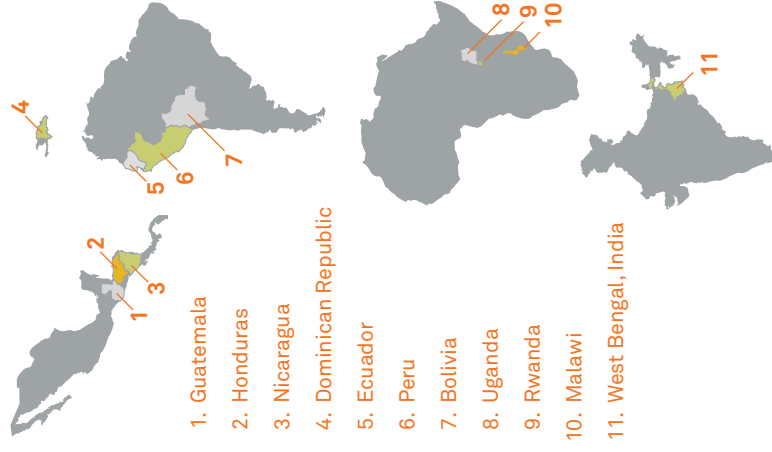 4
5
6
7
8
9
10
11
2
3
1
1. Guatemala
2. Honduras
3. Nicaragua
4. Dominican Republic
5. Ecuador
6. Peru
7. Bolivia
8. Uganda
9. Rwanda
10. Malawi
11. West Bengal, India